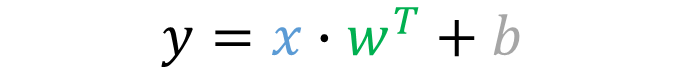 y = x · w^T + b